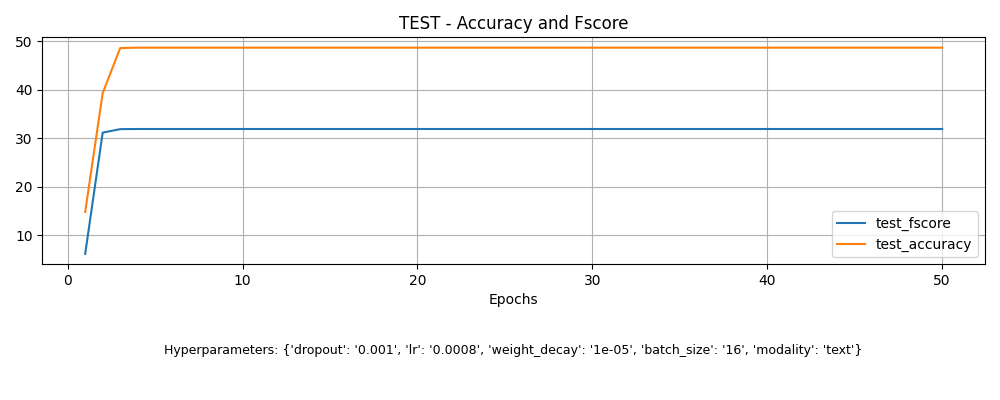 TEST - Accuracy and Fscore
50
40
30
20
10
test_fscore
test_accuracy
0 10 20 30 40 50
Epochs
Hyperparameters: {'dropout': '0.001', 'lr': '0.0008', 'weight_decay': '1e-05', 'batch_size': '16', 'modality': 'text'}